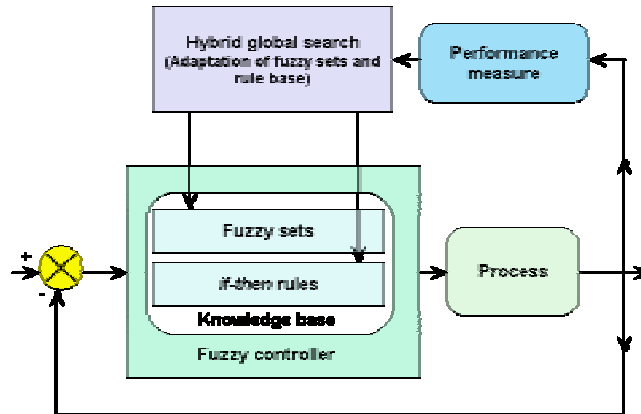 Hybrid global search
(Adaptation of fuzzy sets and
rule base)
Performance
measure
Fuzzy sets
if-then rules
Knowledge base
Fuzzy controller
Process
+
-